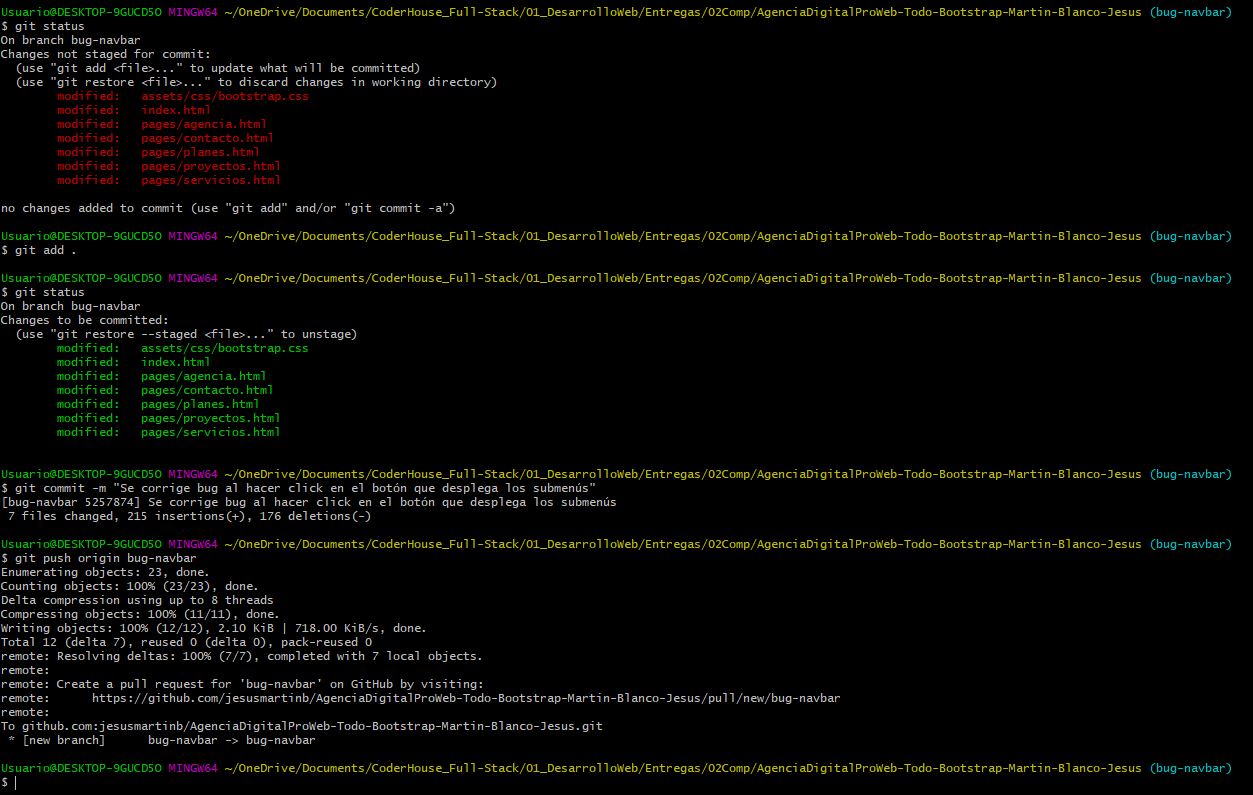 Usuario@DESKTOP-9GUCD5O MINGW64 ~/OneDrive/Documents/CoderHouse_Full-Stack/01_DesarrolloWeb/Entregas/02Comp/AgenciaDigitalProWeb-Todo-Bootstrap-Martin-Blanco-Jesus (bug-navbar)
$ git status
On branch bug-navbar
Changes not staged for commit:
  (use "git add <file>..." to update what will be committed)
  (use "git restore <file>..." to discard changes in working directory)
        modified:   assets/css/bootstrap.css
        modified:   index.html
        modified:   pages/agencia.html
        modified:   pages/contacto.html
        modified:   pages/planes.html
        modified:   pages/proyectos.html
        modified:   pages/servicios.html

no changes added to commit (use "git add" and/or "git commit -a")

Usuario@DESKTOP-9GUCD5O MINGW64 ~/OneDrive/Documents/CoderHouse_Full-Stack/01_DesarrolloWeb/Entregas/02Comp/AgenciaDigitalProWeb-Todo-Bootstrap-Martin-Blanco-Jesus (bug-navbar)
$ git add .

Usuario@DESKTOP-9GUCD5O MINGW64 ~/OneDrive/Documents/CoderHouse_Full-Stack/01_DesarrolloWeb/Entregas/02Comp/AgenciaDigitalProWeb-Todo-Bootstrap-Martin-Blanco-Jesus (bug-navbar)
$ git status
On branch bug-navbar
Changes to be committed:
  (use "git restore --staged <file>..." to unstage)
        modified:   assets/css/bootstrap.css
        modified:   index.html
        modified:   pages/agencia.html
        modified:   pages/contacto.html
        modified:   pages/planes.html
        modified:   pages/proyectos.html
        modified:   pages/servicios.html

Usuario@DESKTOP-9GUCD5O MINGW64 ~/OneDrive/Documents/CoderHouse_Full-Stack/01_DesarrolloWeb/Entregas/02Comp/AgenciaDigitalProWeb-Todo-Bootstrap-Martin-Blanco-Jesus (bug-navbar)
$ git commit -m "Se corrige bug al hacer click en el botón que desplega los submenús"
[bug-navbar 5257874] Se corrige bug al hacer click en el botón que desplega los submenús
 7 files changed, 215 insertions(+), 176 deletions(-)

Usuario@DESKTOP-9GUCD5O MINGW64 ~/OneDrive/Documents/CoderHouse_Full-Stack/01_DesarrolloWeb/Entregas/02Comp/AgenciaDigitalProWeb-Todo-Bootstrap-Martin-Blanco-Jesus (bug-navbar)
$ git push origin bug-navbar
Enumerating objects: 23, done.
Counting objects: 100% (23/23), done.
Delta compression using up to 8 threads
Compressing objects: 100% (11/11), done.
Writing objects: 100% (12/12), 2.10 KiB | 718.00 KiB/s, done.
Total 12 (delta 7), reused 0 (delta 0), pack-reused 0
remote: Resolving deltas: 100% (7/7), completed with 7 local objects.
remote:
remote: Create a pull request for 'bug-navbar' on GitHub by visiting:
remote:      https://github.com/jesusmartinb/AgenciaDigitalProWeb-Todo-Bootstrap-Martin-Blanco-Jesus/pull/new/bug-navbar
remote:
To github.com:jesusmartinb/AgenciaDigitalProWeb-Todo-Bootstrap-Martin-Blanco-Jesus.git
 * [new branch]      bug-navbar -> bug-navbar

Usuario@DESKTOP-9GUCD5O MINGW64 ~/OneDrive/Documents/CoderHouse_Full-Stack/01_DesarrolloWeb/Entregas/02Comp/AgenciaDigitalProWeb-Todo-Bootstrap-Martin-Blanco-Jesus (bug-navbar)
$